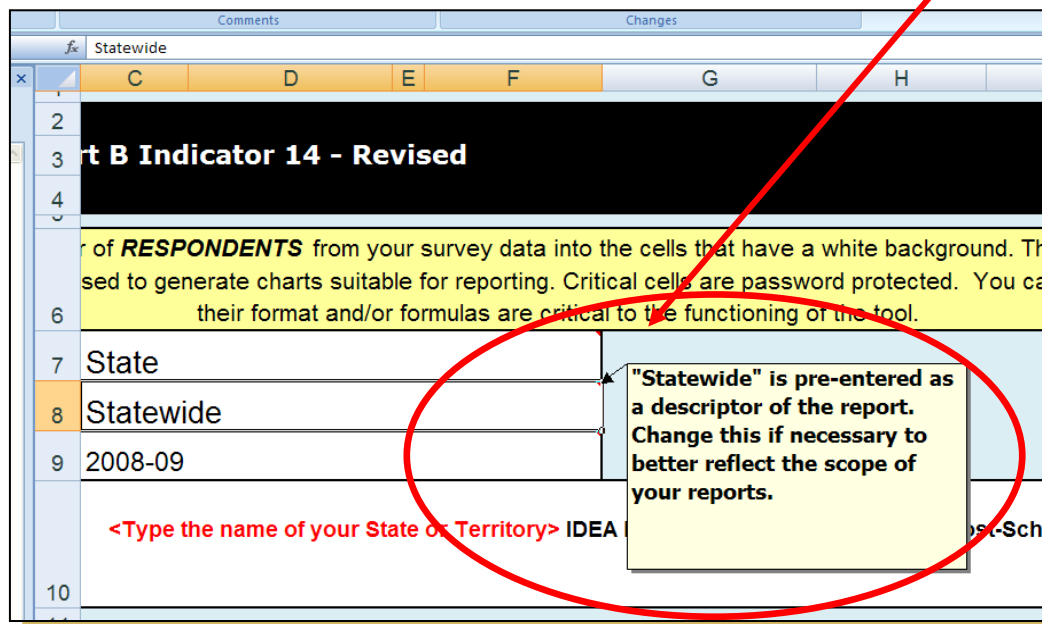 Comments Changes
fx Statewide
C D E F G H
2
3 rt B Indicator 14 - Revised
4
of RESPONDENTS from your survey data into the cells that have a white background.
sed to generate charts suitable for reporting. Critical cells are password protected. You
6 their format and/or formulas are critical to the functioning of the tool.
7 State
8 Statewide
9 2008-09
"Statewide" is pre-entered as
a descriptor of the report.
Change this if necessary to
better reflect the scope of
your reports.
<Type the name of your State or Territory> IDEA
10